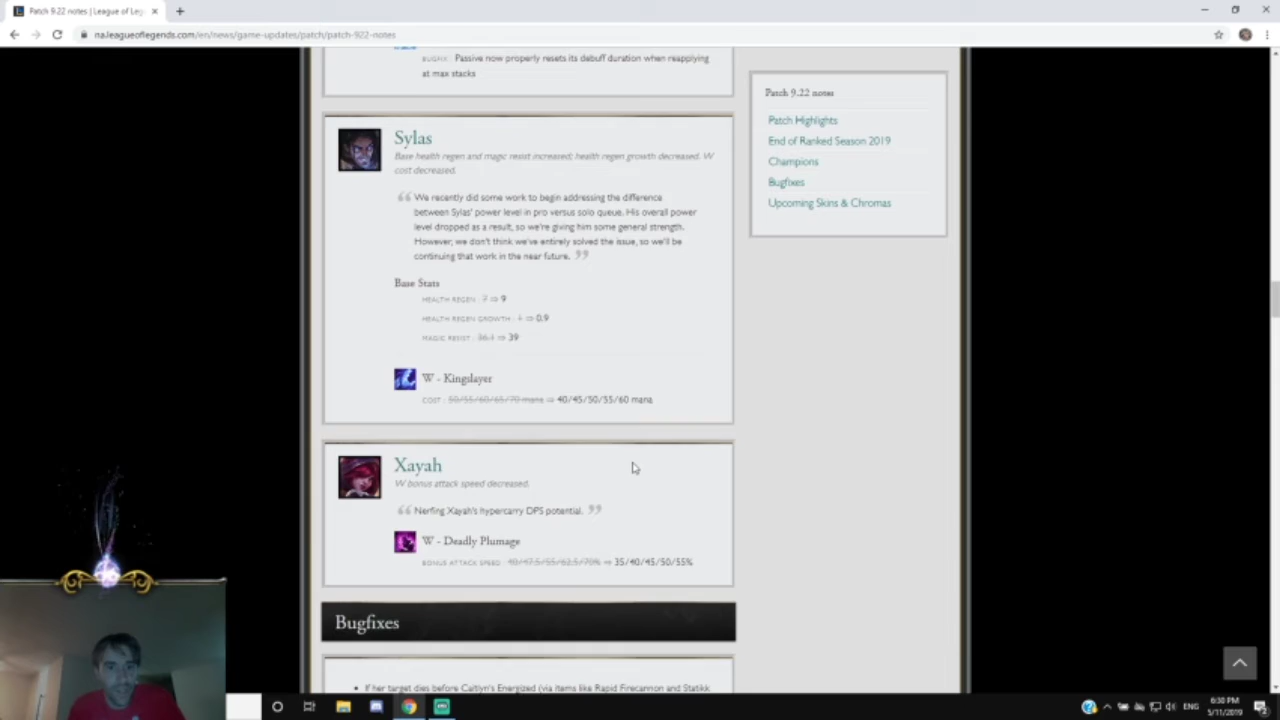 Patch 9.22 notes | League of Leg
na.leagueoflegends.com/en/news/game-updates/patch/patch-922-notes
BUGFIX : Passive now properly resets its debuff duration when reapplying
at max stacks
Sylas
Base health regen and magic resist increased; health regen growth decreased. W
cost decreased.
We recently did some work to begin addressing the difference
between Sylas' power level in pro versus solo queue. His overall power
level dropped as a result, so we're giving him some general strength.
However, we don't think we've entirely solved the issue, so we'll be
continuing that work in the near future.
Base Stats
HEALTH REGEN : 7 ⇒ 9
HEALTH REGEN GROWTH : 1 ⇒ 0.9
MAGIC RESIST : 36.1 ⇒ 39
W - Kingslayer
COST : 50/55/60/65/70 mana ⇒ 40/45/50/55/60 mana
Xayah
W bonus attack speed decreased.
Nerfing Xayah's hypercarry DPS potential.
W - Deadly Plumage
BONUS ATTACK SPEED : 40/47.5/55/62.5/70% ⇒ 35/40/45/50/55%
Bugfixes
If her target dies before Caitlyn's Energized (via items like Rapid Firecannon and Statikk
Patch 9.22 notes
Patch Highlights
End of Ranked Season 2019
Champions
Bugfixes
Upcoming Skins & Chromas
ENG
6:30 PM
5/11/2019